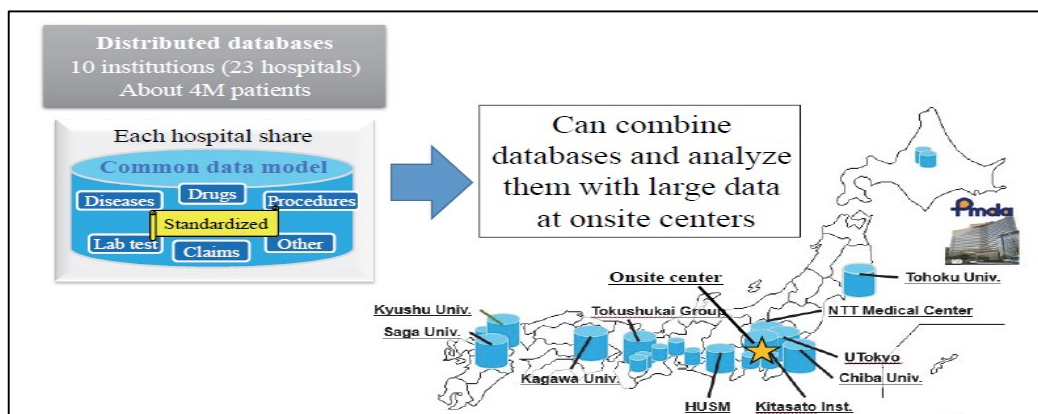 Distributed databases
10 institutions (23 hospitals)
About 4M patients
Each hospital share
Common data model
Diseases
Drugs
Procedures
Standardized
Lab test
Claims
Other
Can combine
databases and analyze
them with large data
at onsite centers
Pmda
Onsite center
Tohoku Univ.
Kyushu Univ.
Tokushukai Group
NTT Medical Center
Saga Univ.
UTokyo
Kagawa Univ.
Chiba Univ.
HUSM
Kitasato Inst.